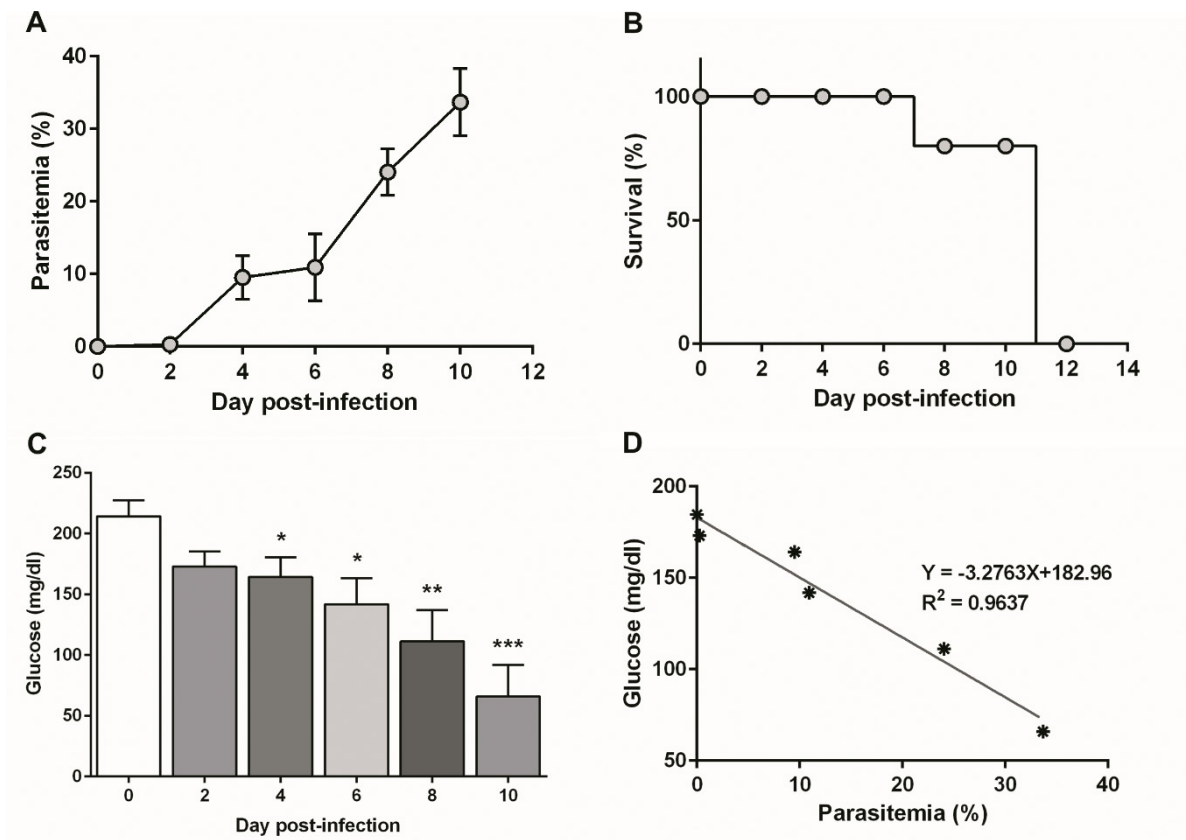 A
Parasitemia (%)
40
30
20
10
0
0 2 4 6 8 10 12
Day post-infection
B
Survival (%)
100
50
0
0 2 4 6 8 10 12 14
Day post-infection
C
Glucose (mg/dl)
250
200
150
100
50
0
*
*
**
***
0 2 4 6 8 10
Day post-infection
D
Glucose (mg/dl)
200
150
100
50
Y = -3.2763X+182.96
R² = 0.9637
0 10 20 30 40
Parasitemia (%)